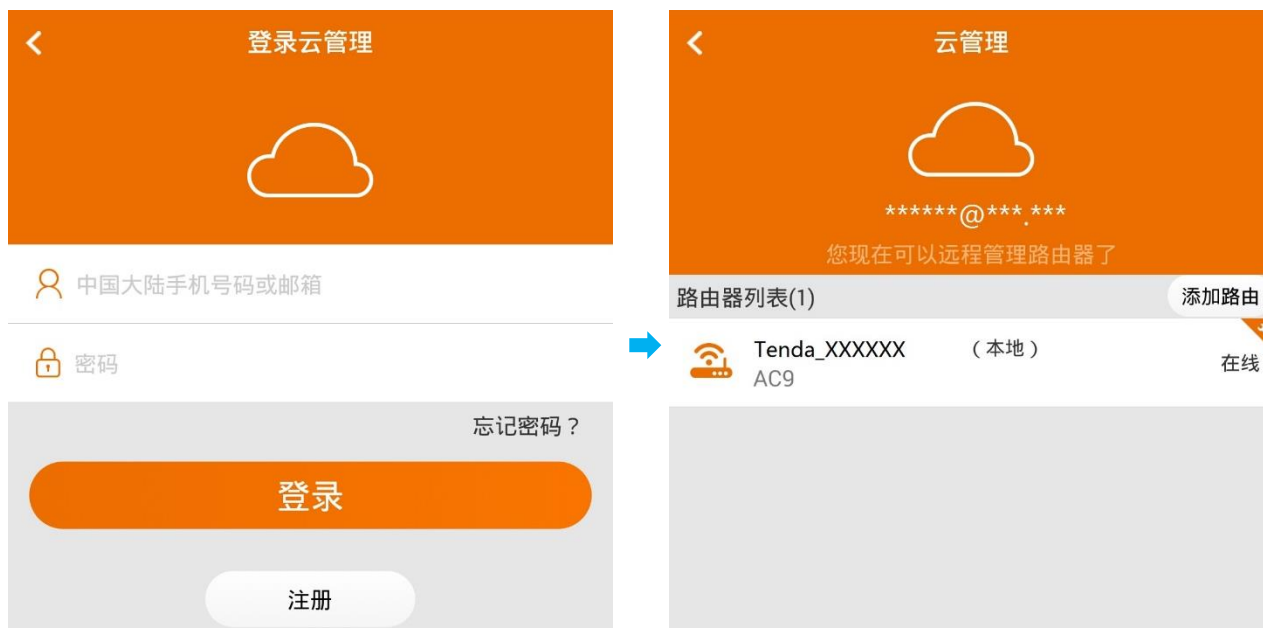 登录云管理
中国大陆手机号码或邮箱
密码
忘记密码？
登录
注册
云管理
******@***.***
您现在可以远程管理路由器了
路由器列表(1)
添加路由
Tenda_XXXXXX （本地）
AC9
在线